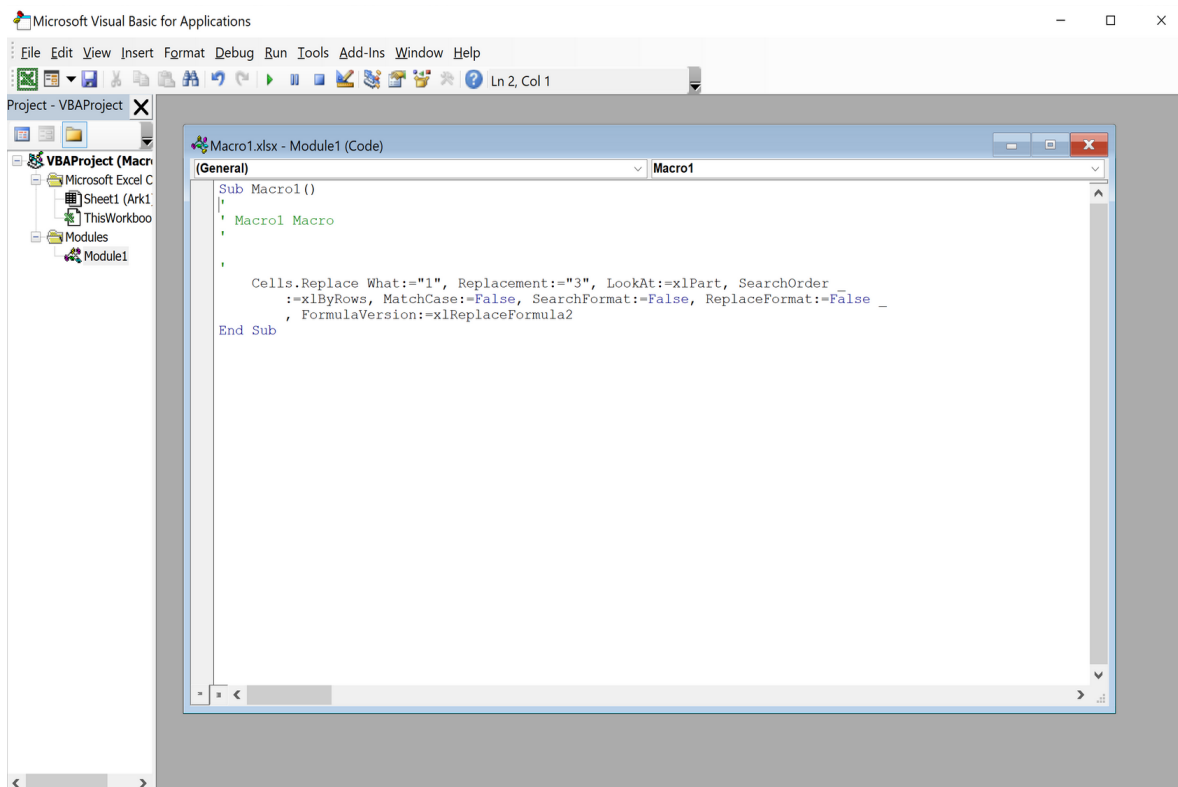 Microsoft Visual Basic for Applications
File Edit View Insert Format Debug Run Tools Add-Ins Window Help
Ln 2, Col 1
Project - VBAProject
VBAProject (Macr
Microsoft Excel O
Sheet1 (Ark1
ThisWorkboo
Modules
Module1
Macro1.xlsx - Module1 (Code)
(General)
Macro1
Sub Macro1()
'
' Macro1 Macro
'
'
Cells.Replace What:="1", Replacement:="3", LookAt:=xlPart, SearchOrder _
:=xlByRows, MatchCase:=False, SearchFormat:=False, ReplaceFormat:=False _
, FormulaVersion:=xlReplaceFormula2
End Sub